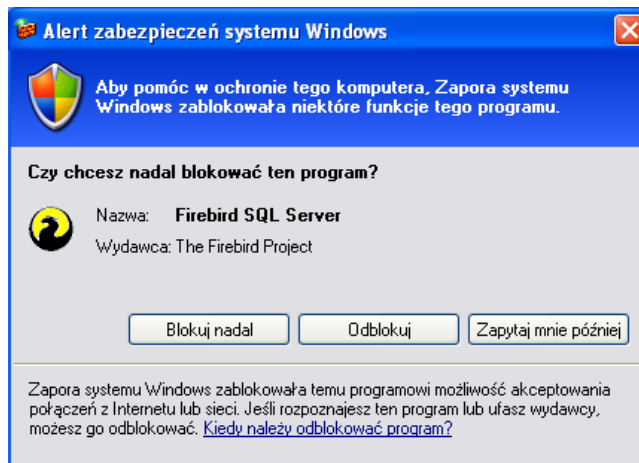 Alert zabezpieczeń systemu Windows
Aby pomóc w ochronie tego komputera, Zapora systemu
Windows zablokowała niektóre funkcje tego programu.
Czy chcesz nadal blokować ten program?
Nazwa: Firebird SQL Server
Wydawca: The Firebird Project
Blokuj nadal Odblokuj Zapytaj mnie później
Zapora systemu Windows zablokowała temu programowi możliwość akceptowania
połączeń z Internetu lub sieci. Jeśli rozpoznajesz ten program lub ufasz wydawcy,
możesz go odblokować. Kiedy należy odblokować program?